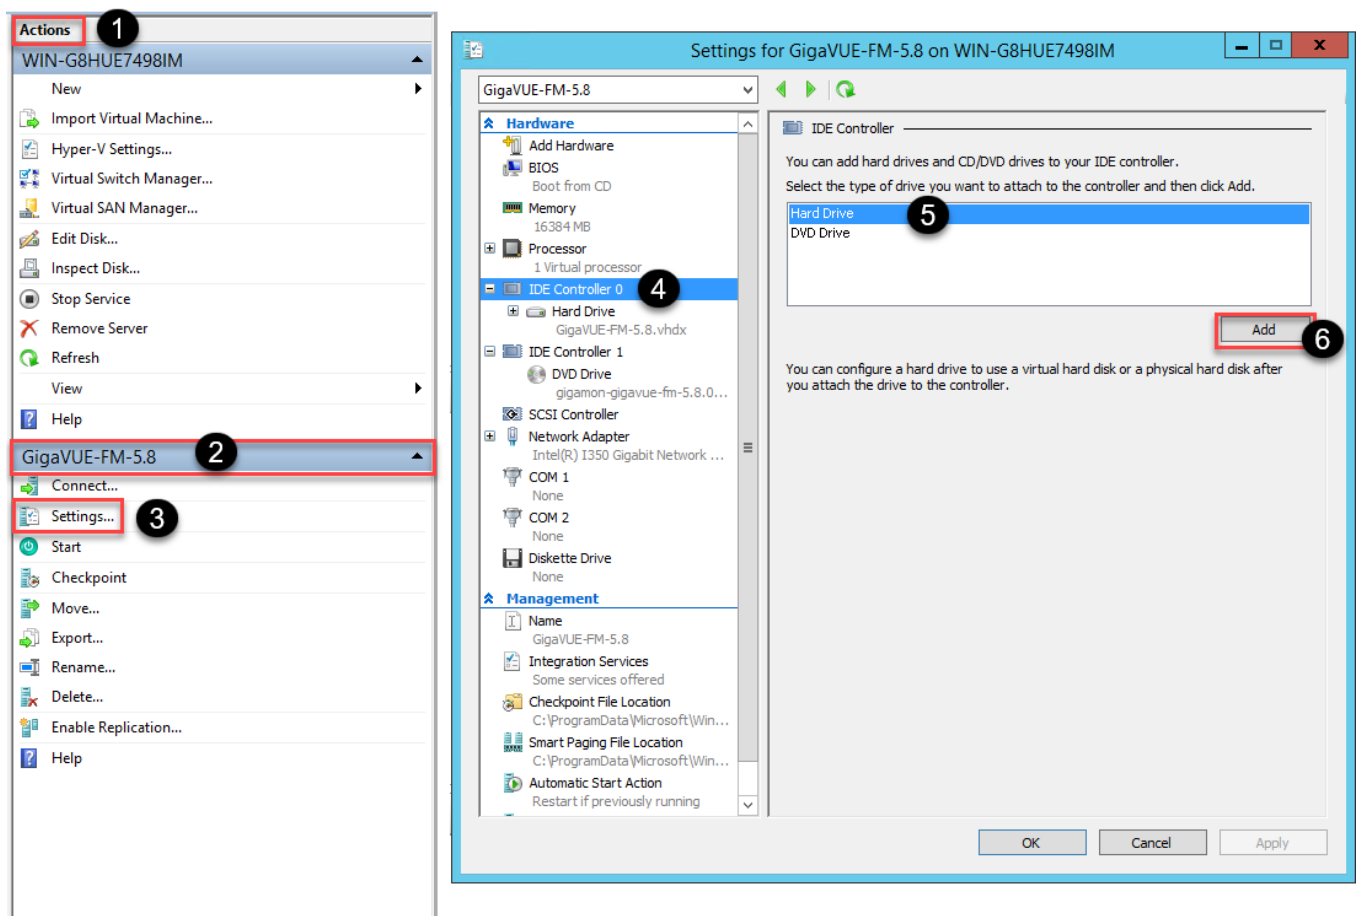 Actions
1
WIN-G8HUE7498IM
New
Import Virtual Machine...
Hyper-V Settings...
Virtual Switch Manager...
Virtual SAN Manager...
Edit Disk...
Inspect Disk...
Stop Service
Remove Server
Refresh
View
Help
GigaVUE-FM-5.8
2
Connect...
Settings...
3
Start
Checkpoint
Move...
Export...
Rename...
Delete...
Enable Replication...
Help
Settings for GigaVUE-FM-5.8 on WIN-G8HUE7498IM
GigaVUE-FM-5.8
Hardware
Add Hardware
BIOS
Boot from CD
Memory
16384 MB
Processor
1 Virtual processor
IDE Controller 0
4
Hard Drive
GigaVUE-FM-5.8.vhdx
IDE Controller 1
DVD Drive
gigamon-gigavue-fm-5.8.0...
SCSI Controller
Network Adapter
Intel(R) I350 Gigabit Network ...
COM 1
None
COM 2
None
Diskette Drive
None
Management
Name
GigaVUE-FM-5.8
Integration Services
Some services offered
Checkpoint File Location
C:\ProgramData\Microsoft\Win...
Smart Paging File Location
C:\ProgramData\Microsoft\Win...
Automatic Start Action
Restart if previously running
IDE Controller
You can add hard drives and CD/DVD drives to your IDE controller.
Select the type of drive you want to attach to the controller and then click Add.
Hard Drive
5
DVD Drive
Add
6
You can configure a hard drive to use a virtual hard disk or a physical hard disk after
you attach the drive to the controller.
OK
Cancel
Apply